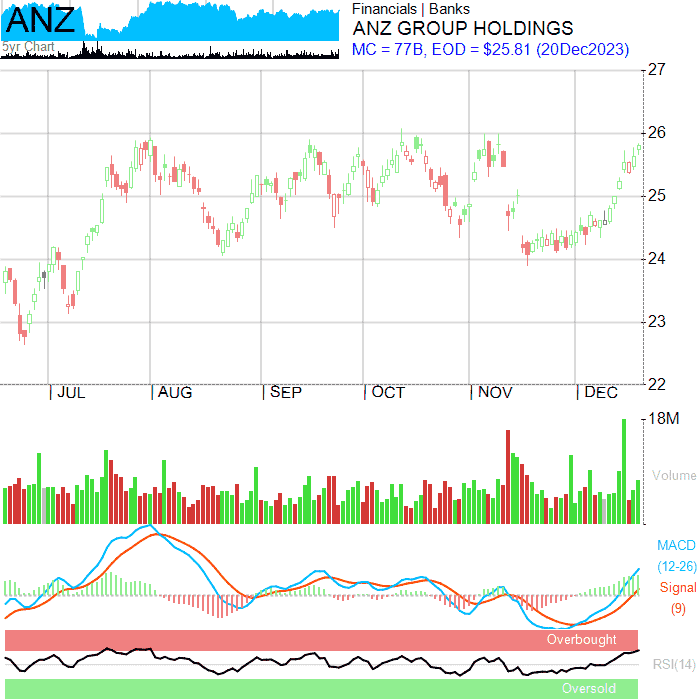 ANZ
5yr Chart
Financials | Banks
ANZ GROUP HOLDINGS
MC = 77B, EOD = $25.81 (20Dec2023)
27
26
25
24
23
22
JUL AUG SEP OCT NOV DEC
18M
Volume
MACD
(12-26)
Signal
(9)
Overbought
RSI(14)
Oversold